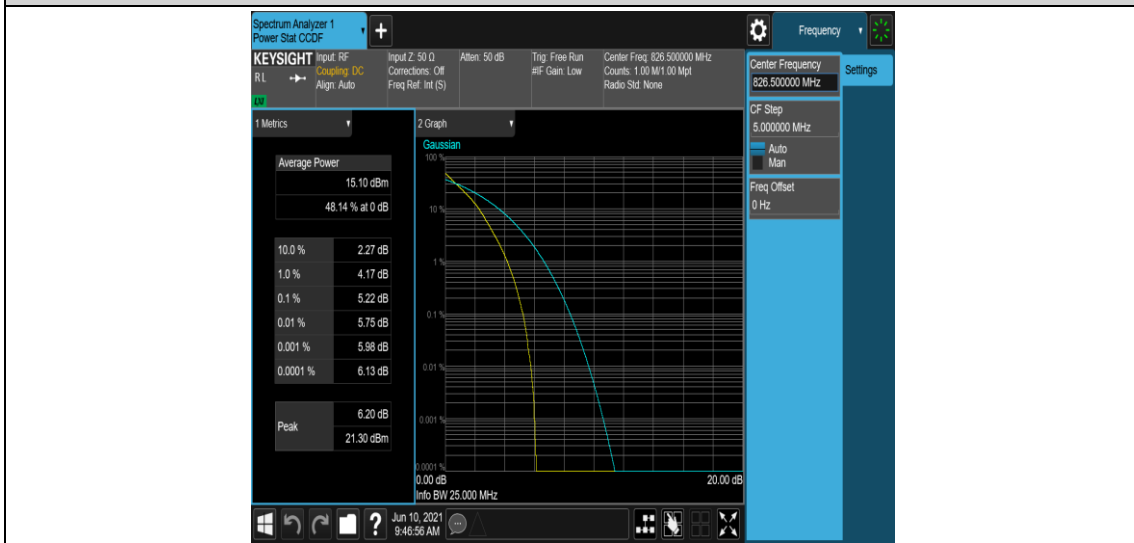 Spectrum Analyzer 1
Power Stat CCDF
+
Frequency
KEYSIGHT
RL
LXI
Input: RF
Coupling: DC
Align: Auto
Input Z: 50 Ω
Corrections: Off
Freq Ref: Int (S)
Atten: 50 dB
Trig: Free Run
#IF Gain: Low
Center Freq: 826.500000 MHz
Counts: 1.00 M/1.00 Mpt
Radio Std: None
Center Frequency
826.500000 MHz
Settings
CF Step
5.000000 MHz
Auto
Man
Freq Offset
0 Hz
1 Metrics
Average Power
15.10 dBm
48.14 % at 0 dB
10.0 % 2.27 dB
1.0 % 4.17 dB
0.1 % 5.22 dB
0.01 % 5.75 dB
0.001 % 5.98 dB
0.0001 % 6.13 dB
Peak
6.20 dB
21.30 dBm
2 Graph
Gaussian
100 %
10 %
1 %
0.1 %
0.01 %
0.001 %
0.0001 %
0.00 dB 20.00 dB
Info BW 25.000 MHz
?
Jun 10, 2021
9:46:56 AM